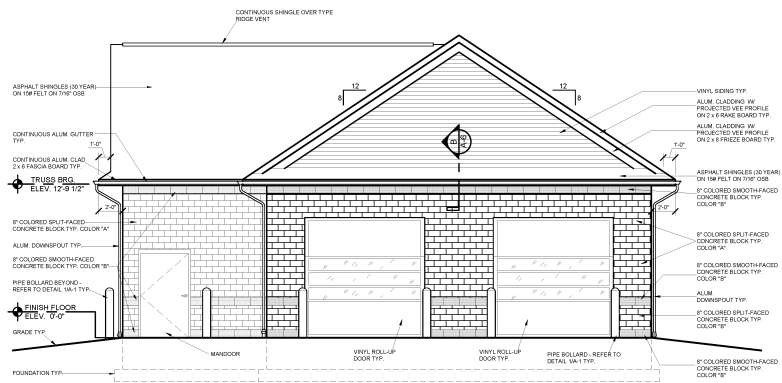 CONTINUOUS SHINGLE OVER TYPE
RIDGE VENT
ASPHALT SHINGLES (30 YEAR)
ON 15# FELT ON 7/16" OSB
CONTINUOUS ALUM. GUTTER
TYP.
1'-0"
CONTINUOUS ALUM. CLAD
2 x 6 FASCIA BOARD TYP.
TRUSS BRG.
ELEV. 12'-9 1/2"
2'-0"
8" COLORED SPLIT-FACED
CONCRETE BLOCK TYP. COLOR "A"
ALUM. DOWNSPOUT TYP.
8" COLORED SMOOTH-FACED
CONCRETE BLOCK TYP. COLOR "B"
PIPE BOLLARD BEYOND -
REFER TO DETAIL 1/A-1 TYP.
FINISH FLOOR
ELEV. 0'-0"
GRADE TYP.
FOUNDATION TYP.
MANDOOR
12
8
12
8
B
A-6
VINYL ROLL-UP
DOOR TYP.
VINYL ROLL-UP
DOOR TYP.
PIPE BOLLARD - REFER TO
DETAIL 1/A-1 TYP.
VINYL SIDING TYP.
ALUM. CLADDING W/
PROJECTED VEE PROFILE
ON 2 x 6 RAKE BOARD TYP.
ALUM. CLADDING W/
PROJECTED VEE PROFILE
ON 2 x 8 FRIEZE BOARD TYP.
1'-0"
ASPHALT SHINGLES (30 YEAR)
ON 15# FELT ON 7/16" OSB
8" COLORED SMOOTH-FACED
CONCRETE BLOCK TYP.
COLOR "B"
2'-0"
8" COLORED SPLIT-FACED
CONCRETE BLOCK TYP.
COLOR "A"
8" COLORED SMOOTH-FACED
CONCRETE BLOCK TYP.
COLOR "B"
ALUM.
DOWNSPOUT TYP.
8" COLORED SPLIT-FACED
CONCRETE BLOCK TYP.
COLOR "B"
8" COLORED SMOOTH-FACED
CONCRETE BLOCK TYP.
COLOR "B"